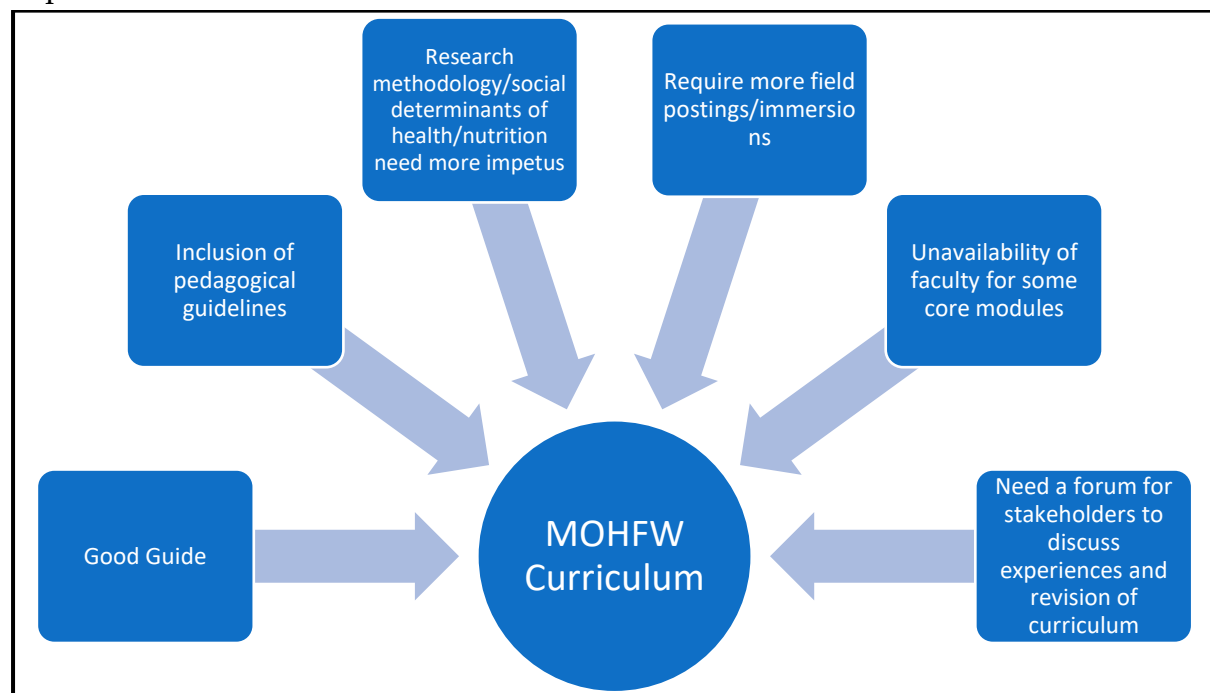 Good Guide
Inclusion of
pedagogical
guidelines
Research
methodology/social
determinants of
health/nutrition
need more impetus
Require more field
postings/immersio
ns
Unavailability of
faculty for some
core modules
Need a forum for
stakeholders to
discuss
experiences and
revision of
curriculum
MOHFW
Curriculum